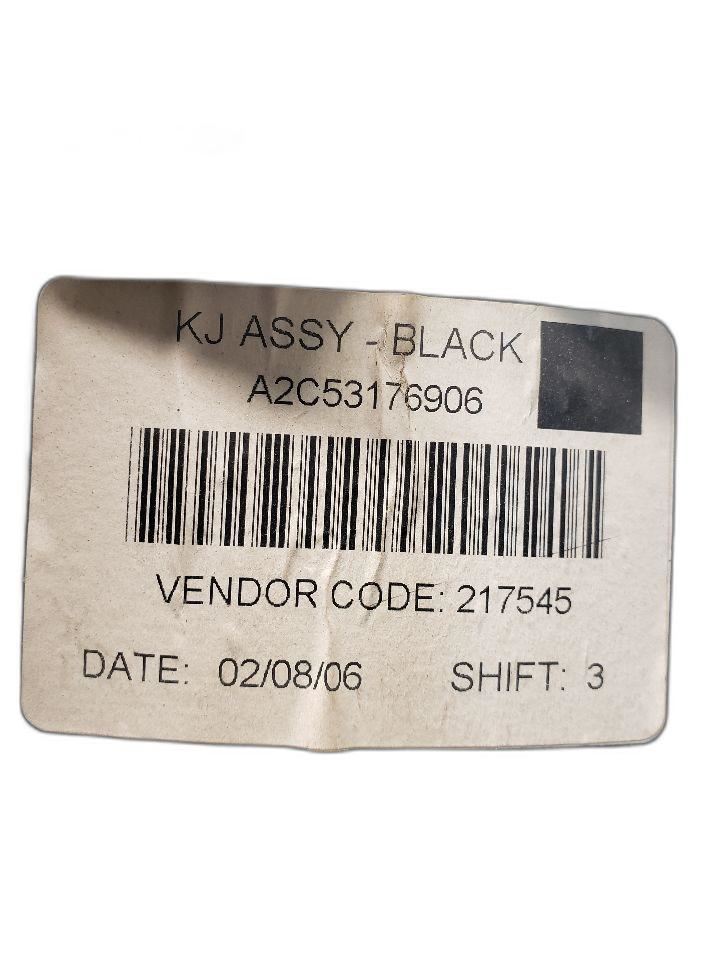 KJ ASSY - BLACK
A2C53176906
VENDOR CODE: 217545
DATE: 02/08/06 SHIFT: 3